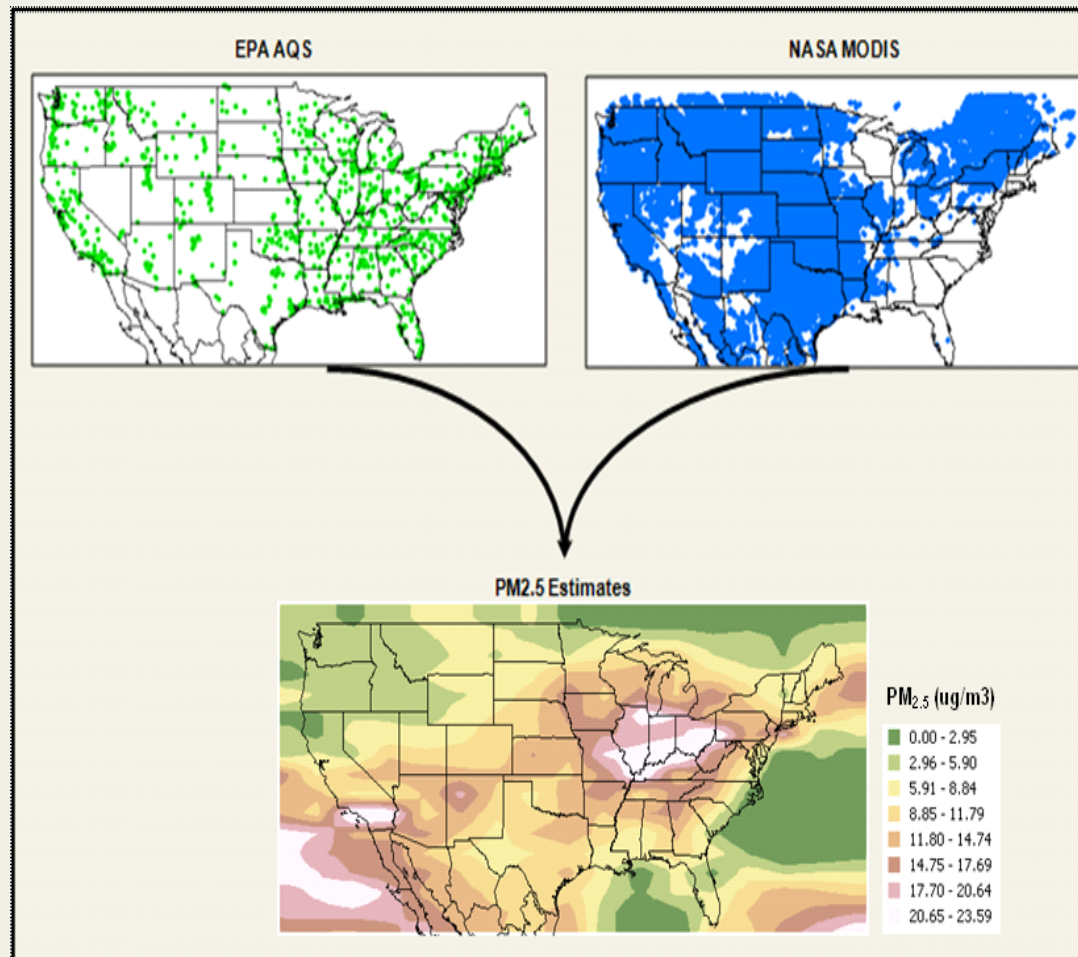 EPA AQS
NASA MODIS
PM2.5 Estimates
PM2.5 (ug/m3)
0.00 - 2.95
2.96 - 5.90
5.91 - 8.84
8.85 - 11.79
11.80 - 14.74
14.75 - 17.69
17.70 - 20.64
20.65 - 23.59